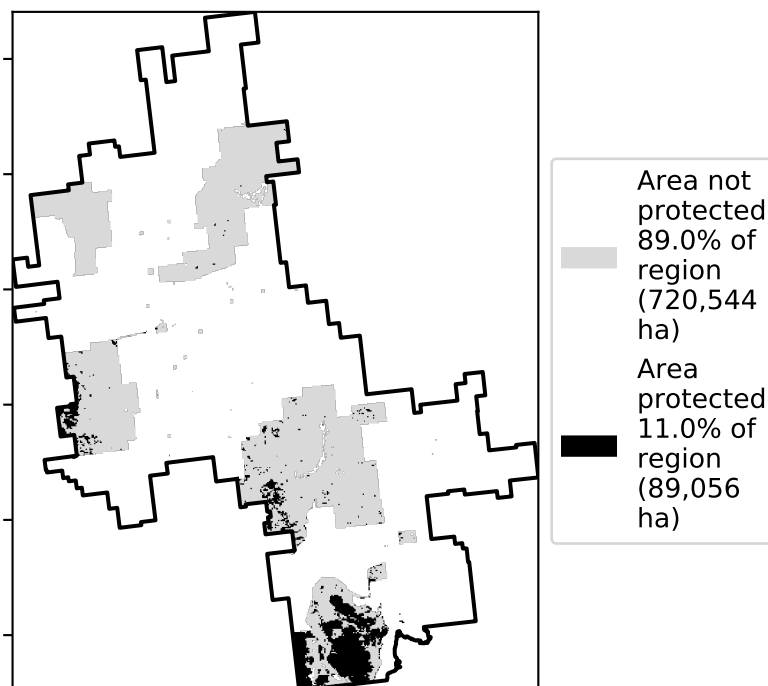 Area not
protected
89.0% of
region
(720,544
ha)
Area
protected
11.0% of
region
(89,056
ha)